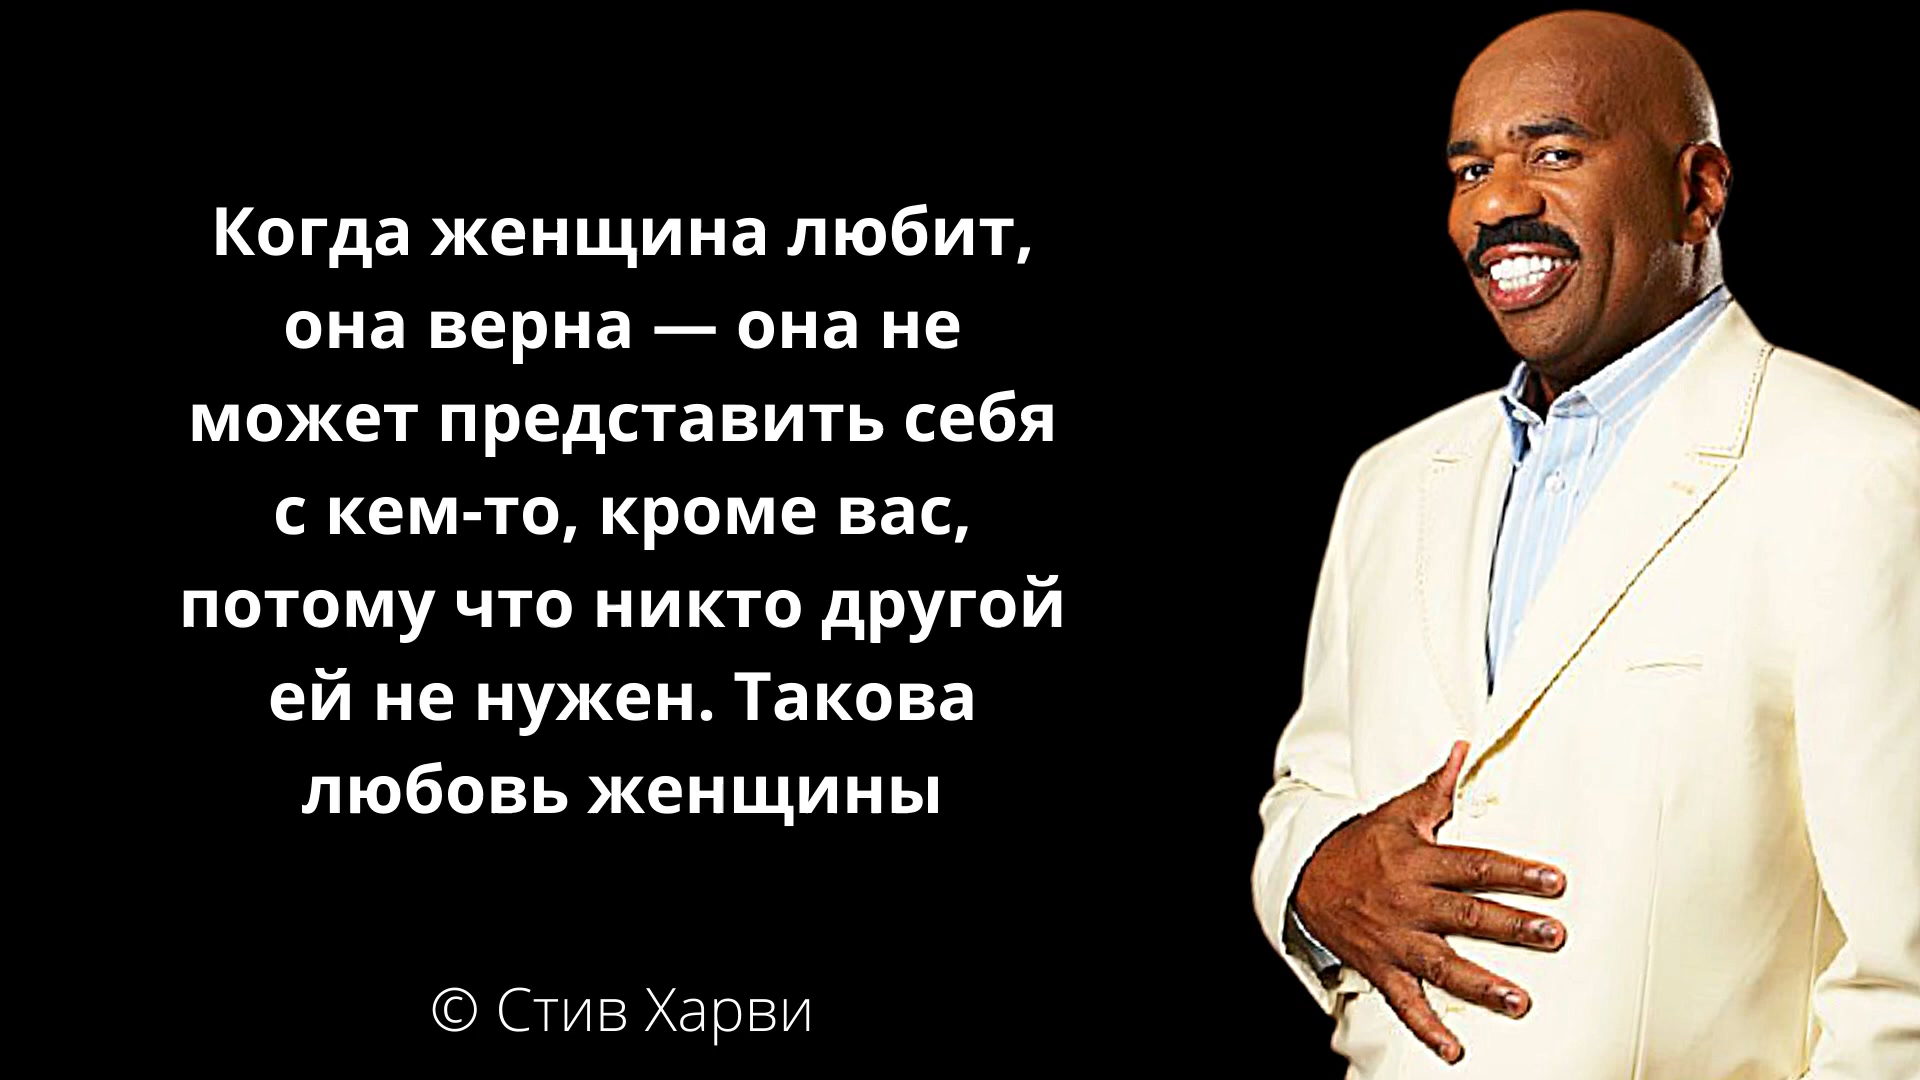 Когда женщина любит,
она верна — она не
может представить себя
с кем-то, кроме вас,
потому что никто другой
ей не нужен. Такова
любовь женщины
© Стив Харви